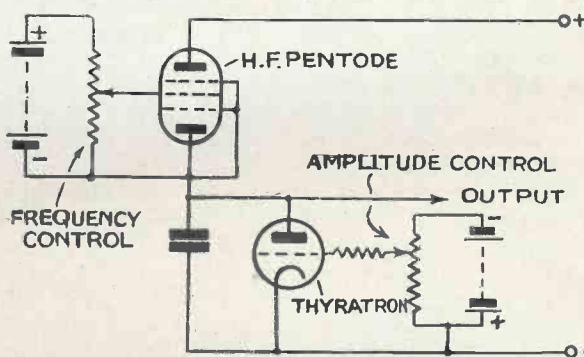 +
+
H.F. PENTODE
-
AMPLITUDE CONTROL
OUTPUT
FREQUENCY
CONTROL
-
THYRATRON
+